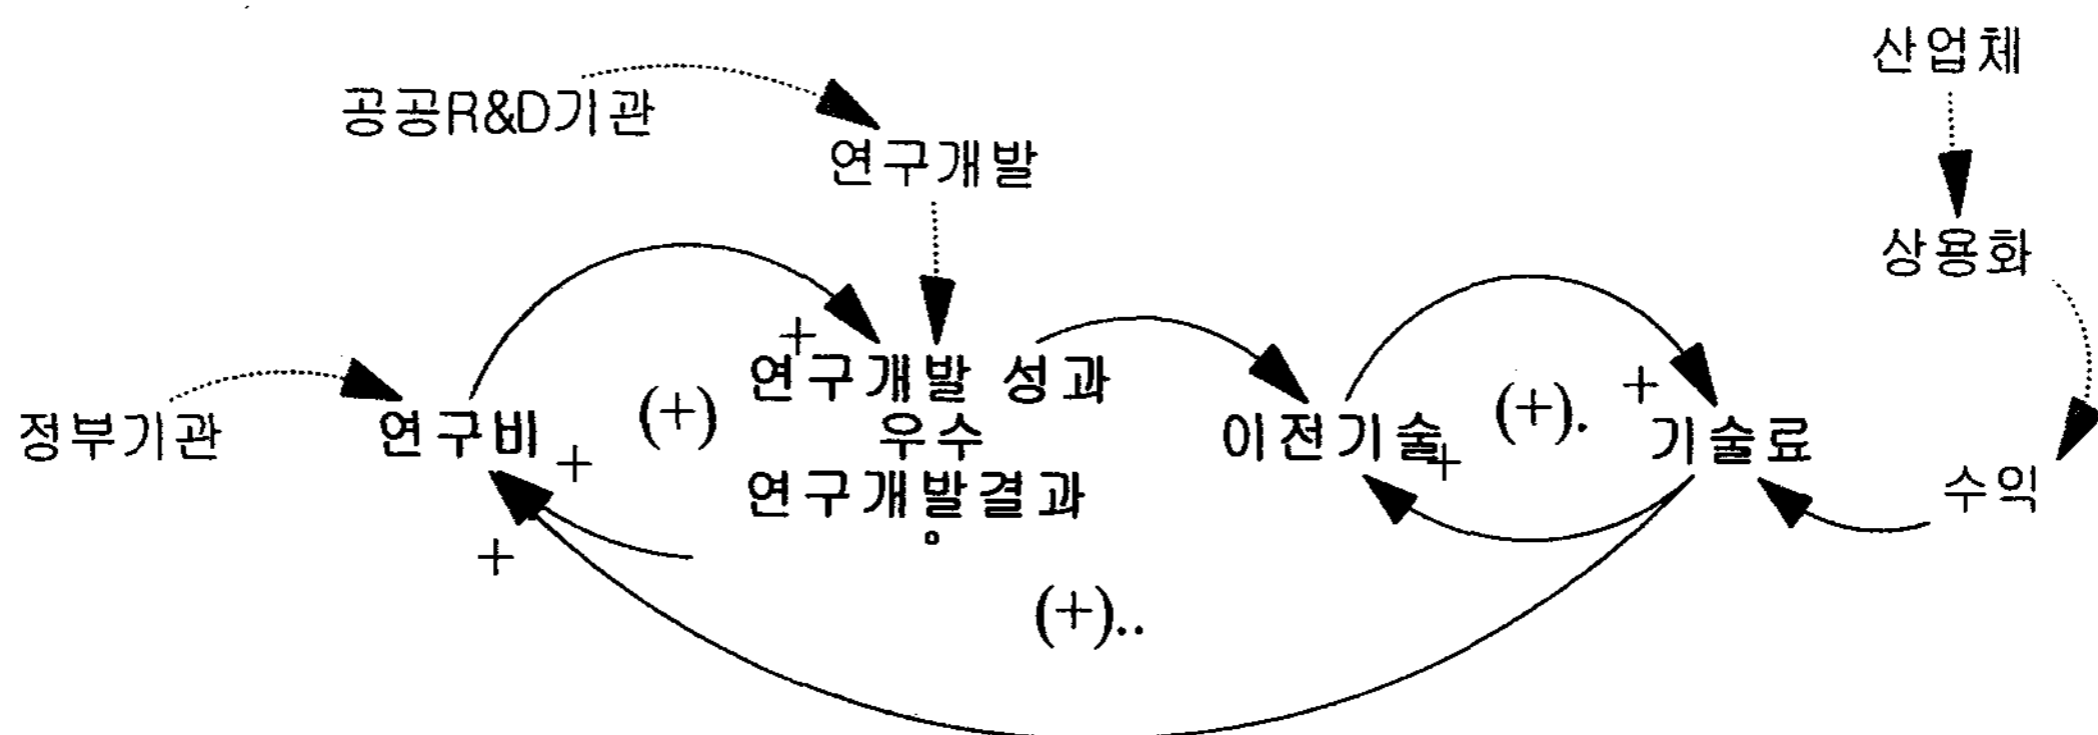 산업체
공공R&D기관
연구개발
상용화
+
연구개발 성과
우수
연구개발결과
。
정부기관
연구비
+
(+)
이전기술
+
(+).
+
기술료
수익
+
(+)..